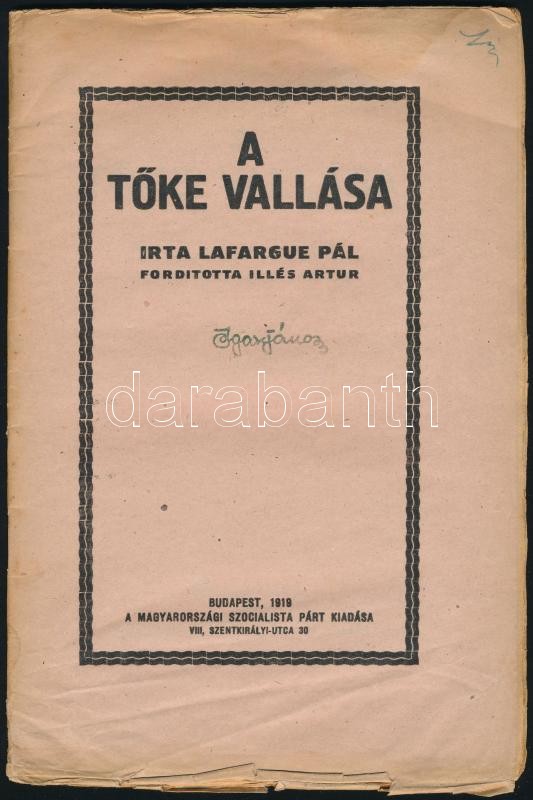 A
TŐKE VALLÁSA
IRTA LAFARGUE PÁL
FORDITOTTA ILLÉS ARTUR
darabanth
BUDAPEST, 1919
A MAGYARORSZÁGI SZOCIALISTA PÁRT KIADÁSA
VIII, SZENTKIRÁLYI-UTCA 30